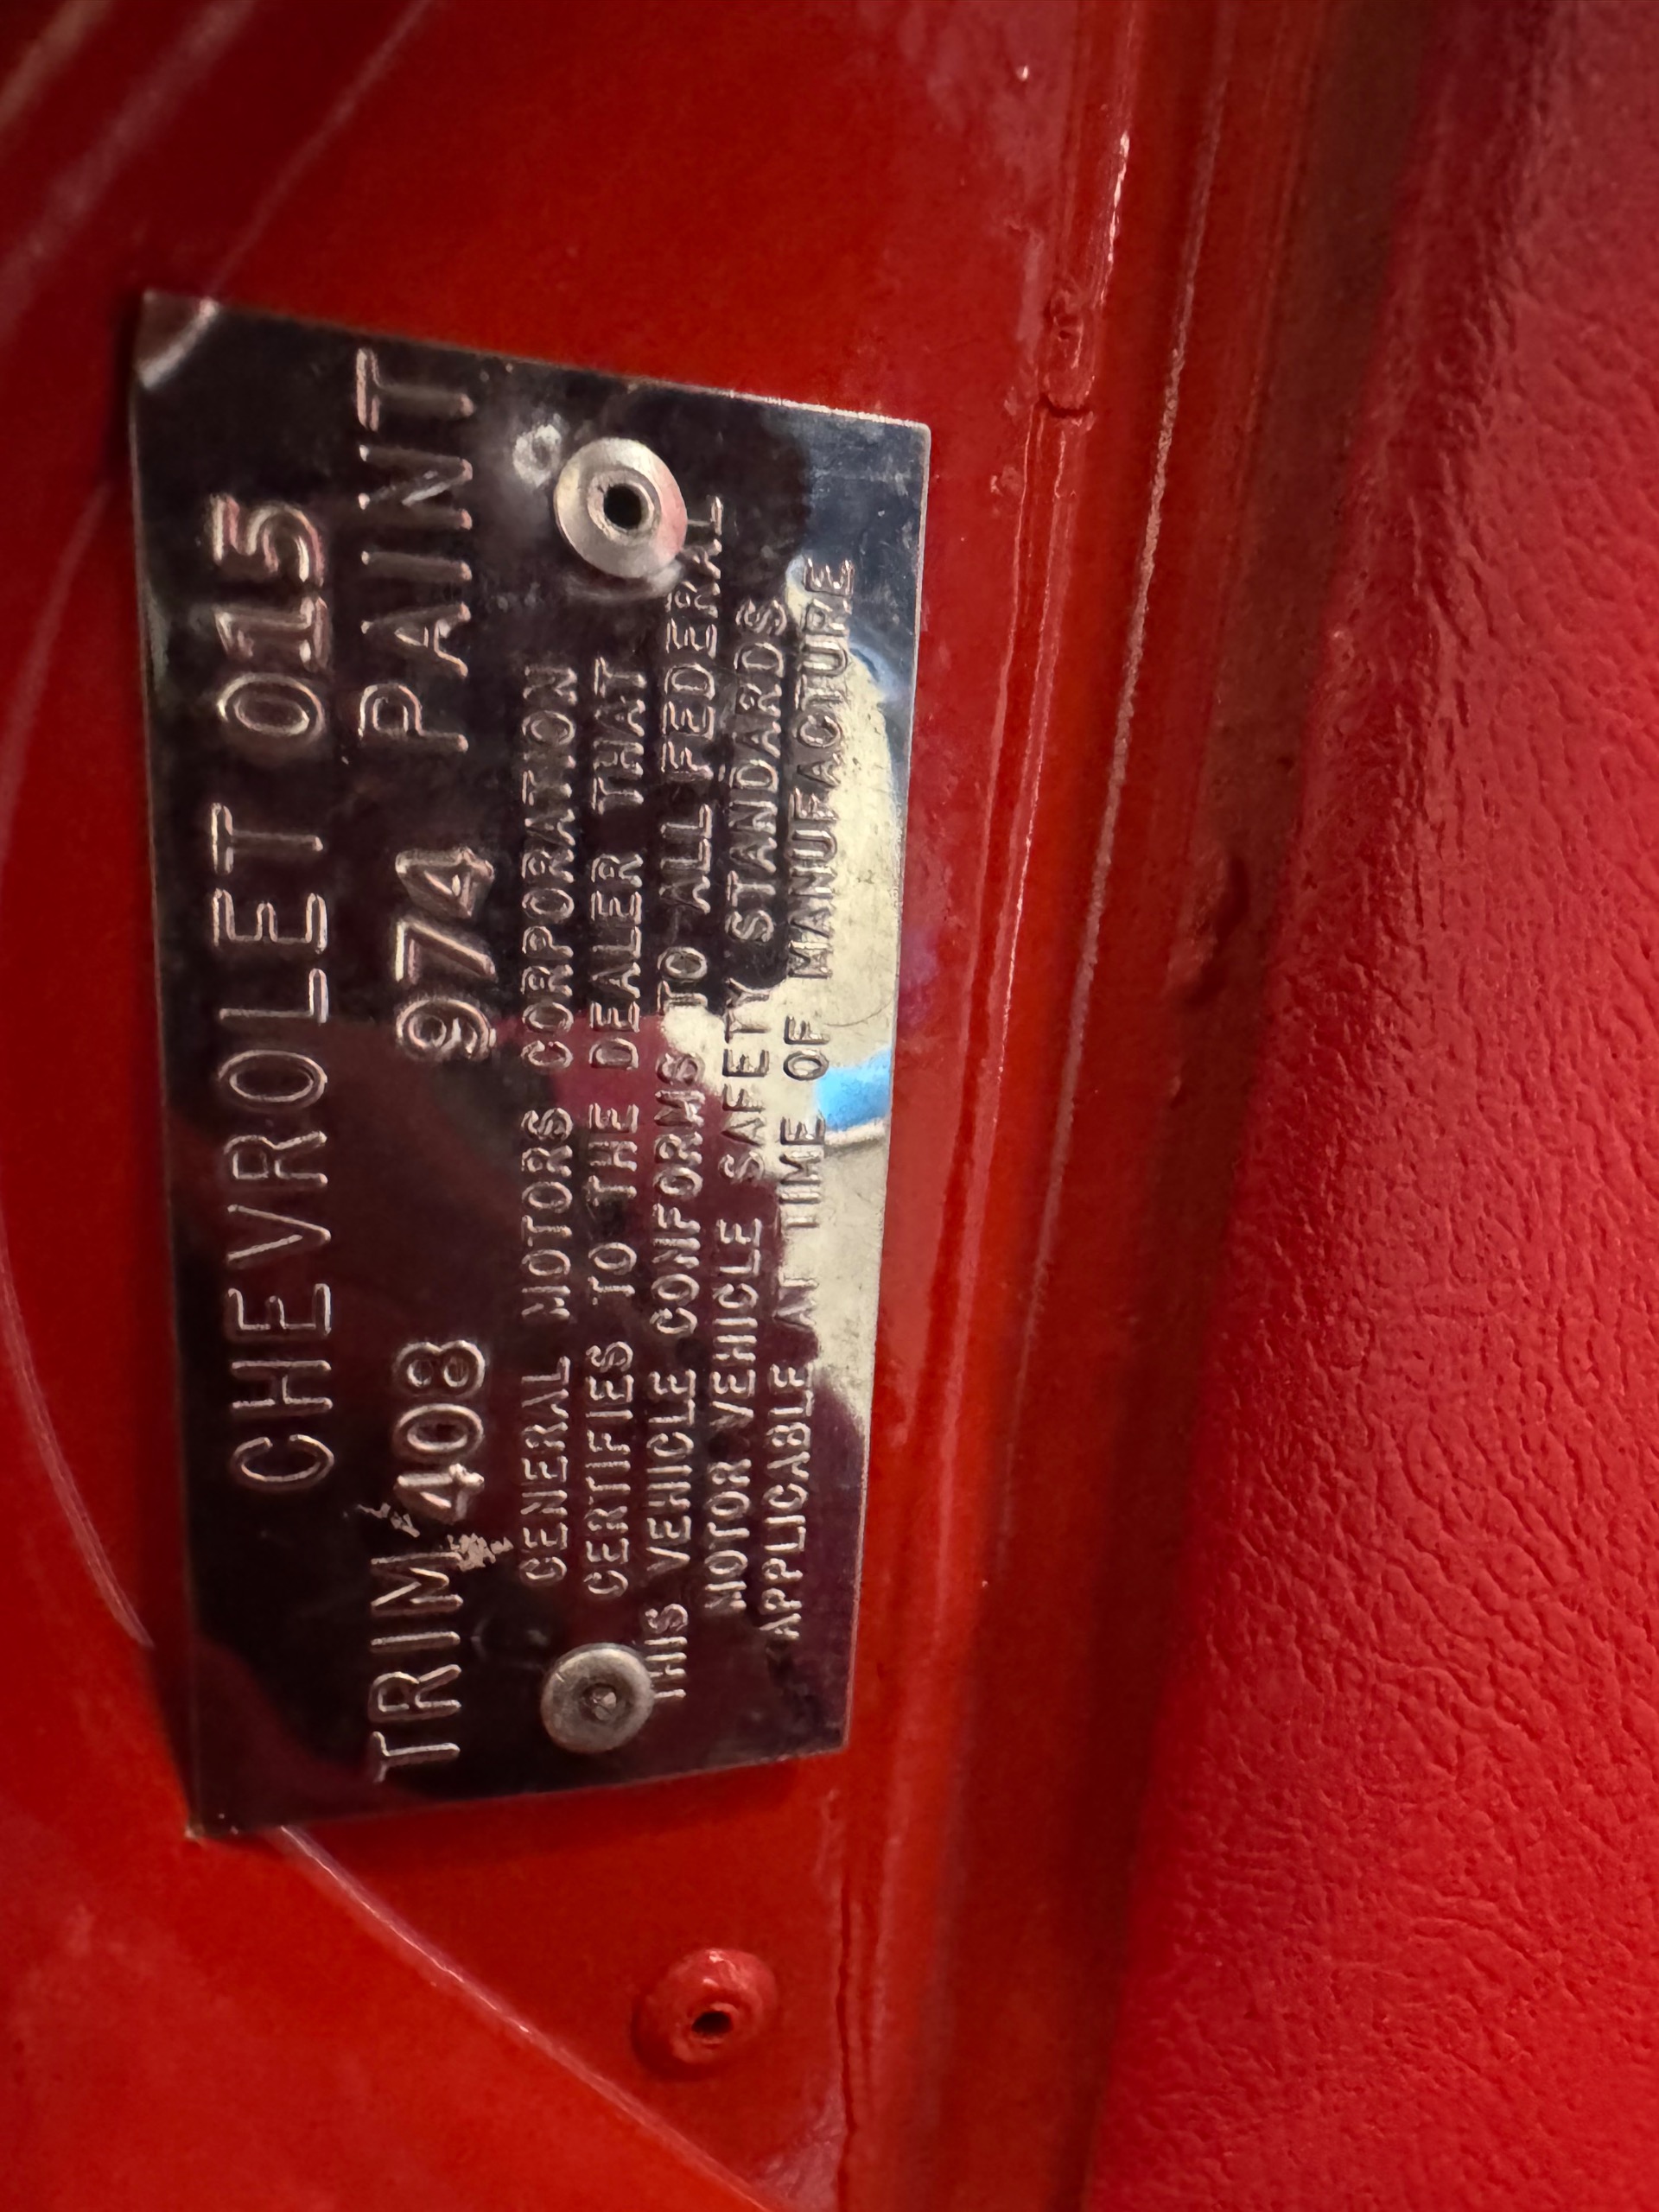 CHEVROLET 015
TRIM 408 974 PAINT
GENERAL MOTORS CORPORATION
CERTIFIES TO THE DEALER THAT
THIS VEHICLE CONFORMS TO ALL FEDERAL
MOTOR VEHICLE SAFETY STANDARDS
APPLICABLE AT TIME OF MANUFACTURE